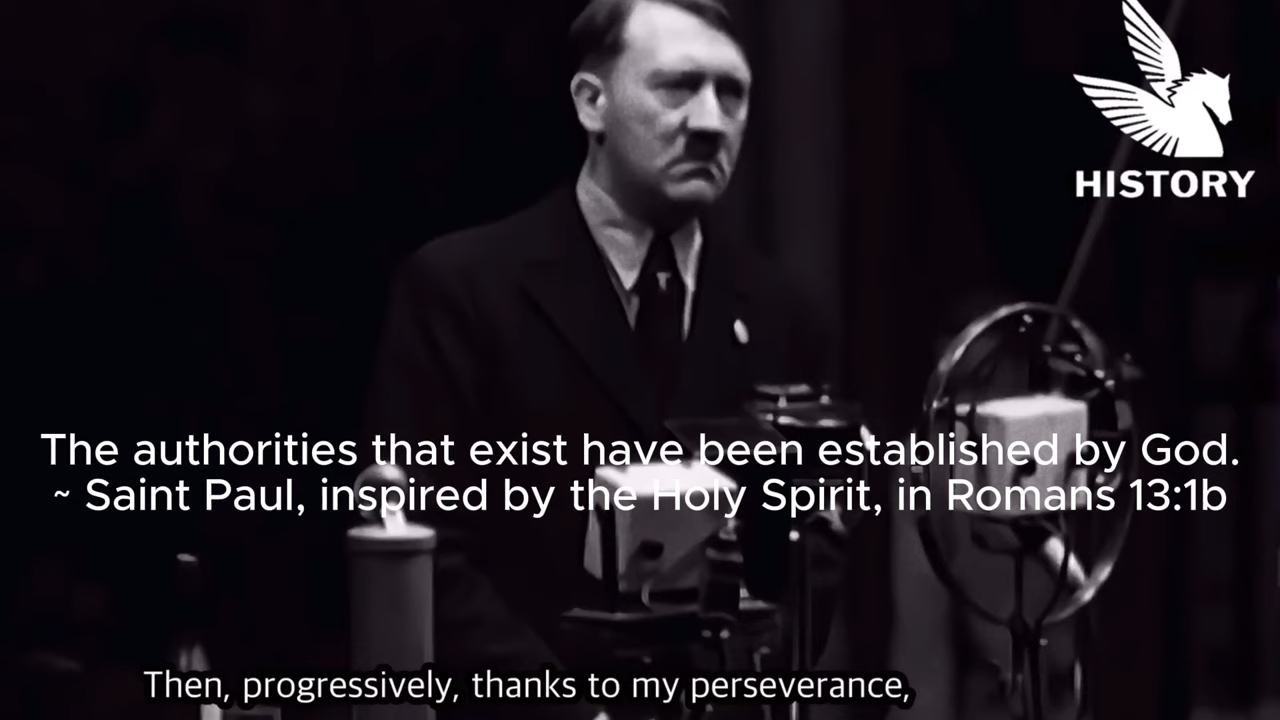 HISTORY
The authorities that exist have been established by God.
~ Saint Paul, inspired by the Holy Spirit, in Romans 13:1b
Then, progressively, thanks to my perseverance,